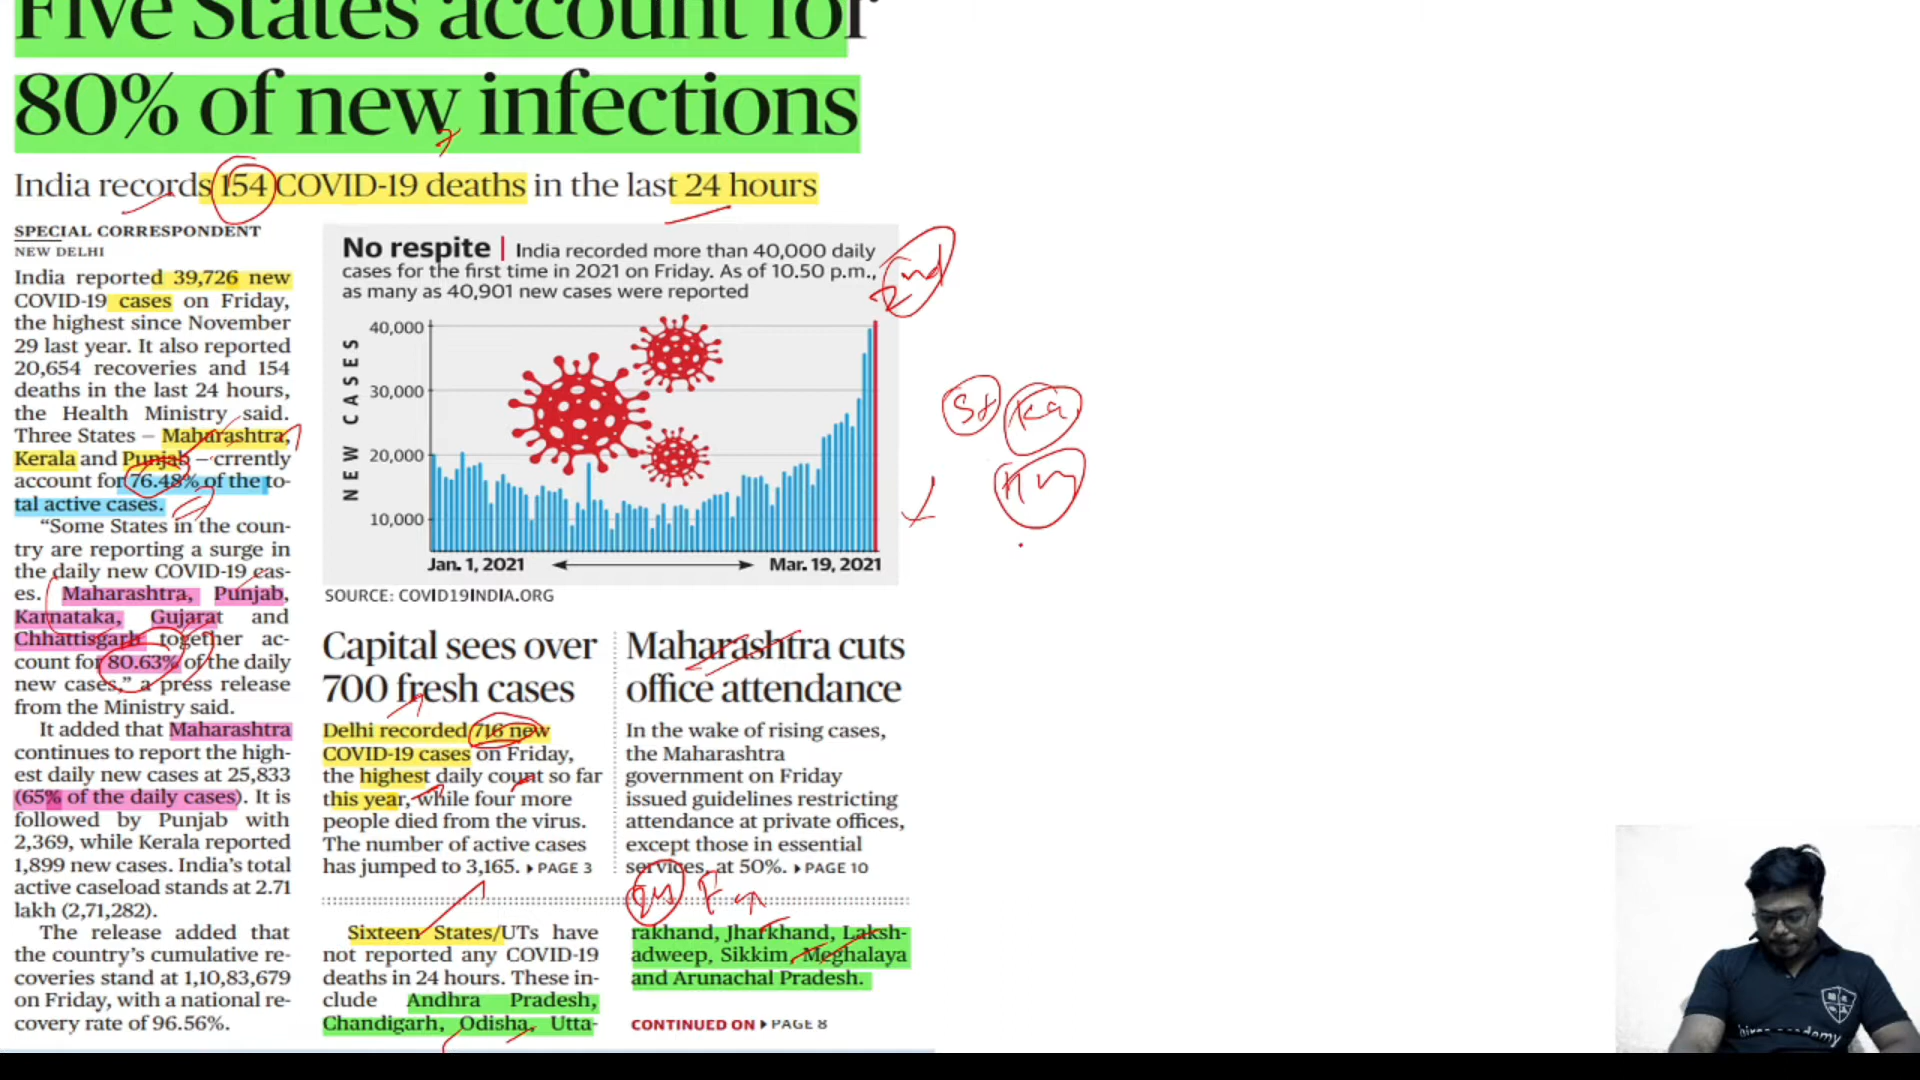 Five States account for
80% of new infections
India records 154 COVID-19 deaths in the last 24 hours
SPECIAL CORRESPONDENT
NEW DELHI
India reported 39,726 new
COVID-19 cases on Friday,
the highest since November
29 last year. It also reported
20,654 recoveries and 154
deaths in the last 24 hours,
the Health Ministry said.
Three States – Maharashtra,
Kerala and Punjab – crrently
account for 76.48% of the to-
tal active cases.
“Some States in the coun-
try are reporting a surge in
the daily new COVID-19 cas-
es. Maharashtra, Punjab,
Karnataka, Gujarat and
Chhattisgarh together ac-
count for 80.63% of the daily
new cases,” a press release
from the Ministry said.
It added that Maharashtra
continues to report the high-
est daily new cases at 25,833
(65% of the daily cases). It is
followed by Punjab with
2,369, while Kerala reported
1,899 new cases. India’s total
active caseload stands at 2.71
lakh (2,71,282).
The release added that
the country’s cumulative re-
coveries stand at 1,10,83,679
on Friday, with a national re-
covery rate of 96.56%.
No respite | India recorded more than 40,000 daily
cases for the first time in 2021 on Friday. As of 10.50 p.m.,
as many as 40,901 new cases were reported
NEW CASES
40,000
30,000
20,000
10,000
Jan. 1, 2021
Mar. 19, 2021
SOURCE: COVID19INDIA.ORG
Capital sees over
700 fresh cases
Delhi recorded 716 new
COVID-19 cases on Friday,
the highest daily count so far
this year, while four more
people died from the virus.
The number of active cases
has jumped to 3,165. PAGE 3
Maharashtra cuts
office attendance
In the wake of rising cases,
the Maharashtra
government on Friday
issued guidelines restricting
attendance at private offices,
except those in essential
services, at 50%. PAGE 10
Sixteen States/UTs have
not reported any COVID-19
deaths in 24 hours. These in-
clude Andhra Pradesh,
Chandigarh, Odisha, Utta-
rakhand, Jharkhand, Laksh-
adweep, Sikkim, Meghalaya
and Arunachal Pradesh.
CONTINUED ON PAGE 8